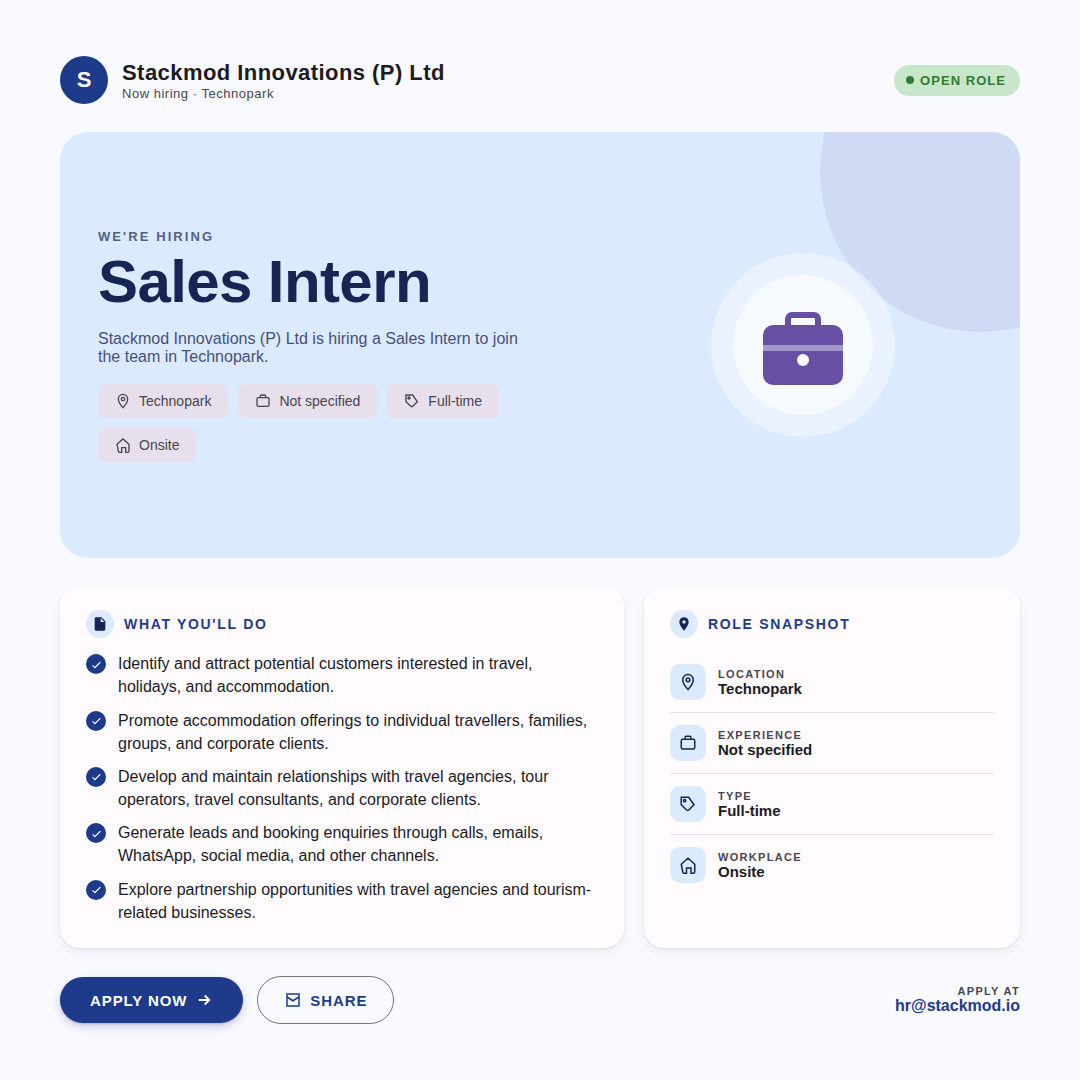 S
Stackmod Innovations (P) Ltd
Now hiring · Technopark
OPEN ROLE
WE'RE HIRING
Sales Intern
Stackmod Innovations (P) Ltd is hiring a Sales Intern to join
the team in Technopark.
Technopark
Not specified
Full-time
Onsite
WHAT YOU'LL DO
Identify and attract potential customers interested in travel,
holidays, and accommodation.
Promote accommodation offerings to individual travellers, families,
groups, and corporate clients.
Develop and maintain relationships with travel agencies, tour
operators, travel consultants, and corporate clients.
Generate leads and booking enquiries through calls, emails,
WhatsApp, social media, and other channels.
Explore partnership opportunities with travel agencies and tourism-
related businesses.
ROLE SNAPSHOT
LOCATION
Technopark
EXPERIENCE
Not specified
TYPE
Full-time
WORKPLACE
Onsite
APPLY NOW
SHARE
APPLY AT
hr@stackmod.io